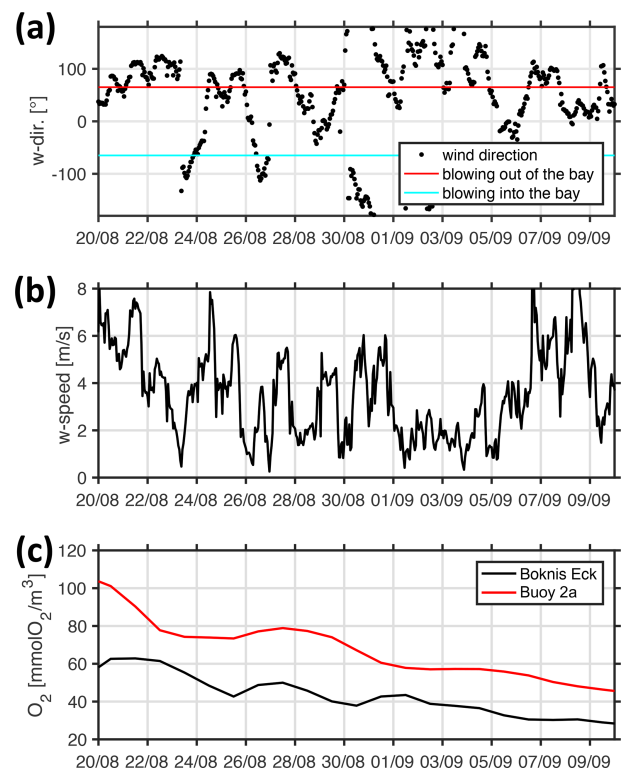 (a)
w-dir. [°]
100
0
-100
wind direction
blowing out of the bay
blowing into the bay
20/08 22/08 24/08 26/08 28/08 30/08 01/09 03/09 05/09 07/09 09/09
(b)
w-speed [m/s]
8
6
4
2
0
20/08 22/08 24/08 26/08 28/08 30/08 01/09 03/09 05/09 07/09 09/09
(c)
O₂ [mmolO₂/m³]
120
100
80
60
40
20
Boknis Eck
Buoy 2a
20/08 22/08 24/08 26/08 28/08 30/08 01/09 03/09 05/09 07/09 09/09